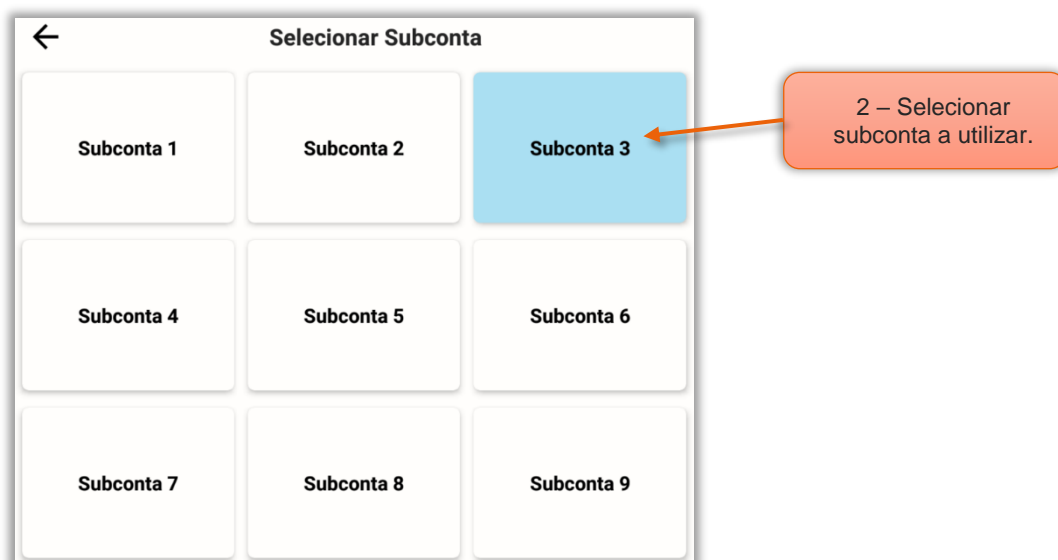 Selecionar Subconta
Subconta 1
Subconta 2
Subconta 3
2 – Selecionar
subconta a utilizar.
Subconta 4
Subconta 5
Subconta 6
Subconta 7
Subconta 8
Subconta 9